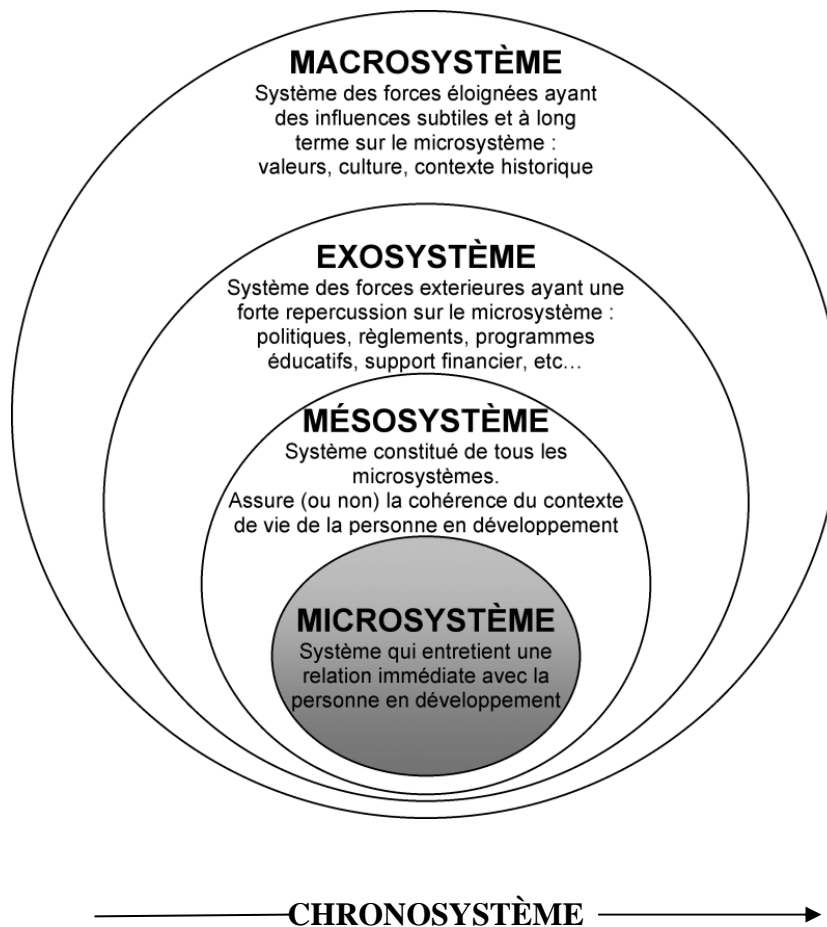 MACROSYSTÈME
Système des forces éloignées ayant
des influences subtiles et à long
terme sur le microsystème :
valeurs, culture, contexte historique
EXOSYSTÈME
Système des forces exterieures ayant une
forte repercussion sur le microsystème :
politiques, règlements, programmes
éducatifs, support financier, etc…
MÉSOSYSTÈME
Système constitué de tous les
microsystèmes.
Assure (ou non) la cohérence du contexte
de vie de la personne en développement
MICROSYSTÈME
Système qui entretient une
relation immédiate avec la
personne en développement
CHRONOSYSTÈME